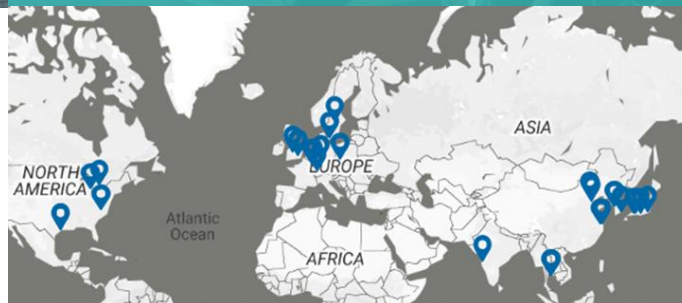 ASIA
NORTH
AMERICA
EUROPE
Atlantic
Ocean
AFRICA